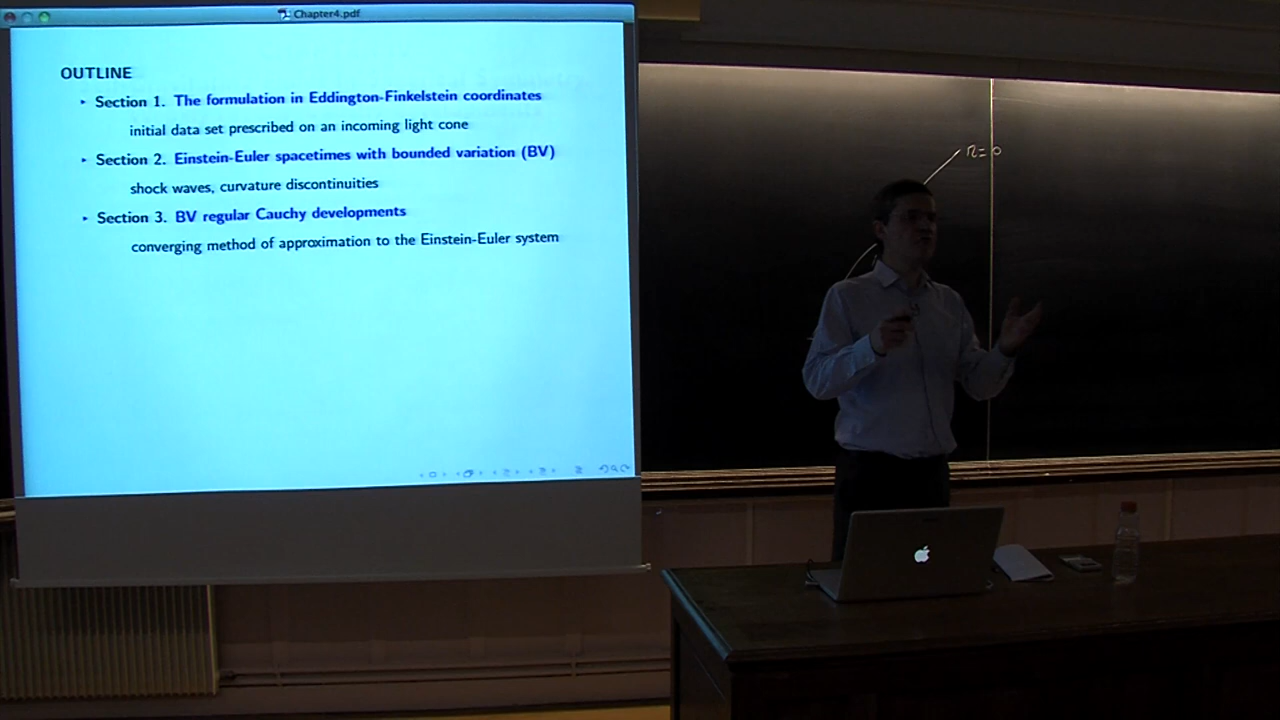 Chapter4.pdf
OUTLINE
‣ Section 1. The formulation in Eddington-Finkelstein coordinates
initial data set prescribed on an incoming light cone
‣ Section 2. Einstein-Euler spacetimes with bounded variation (BV)
shock waves, curvature discontinuities
‣ Section 3. BV regular Cauchy developments
converging method of approximation to the Einstein-Euler system
r=0